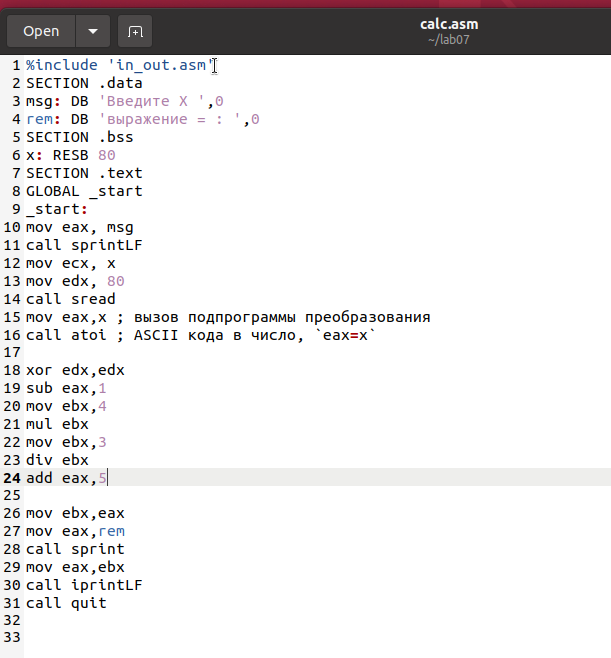 Open
calc.asm
~/lab07
1 %include 'in_out.asm'
2 SECTION .data
3 msg: DB 'Введите X ',0
4 rem: DB 'выражение = : ',0
5 SECTION .bss
6 x: RESB 80
7 SECTION .text
8 GLOBAL _start
9 _start:
10 mov eax, msg
11 call sprintLF
12 mov ecx, x
13 mov edx, 80
14 call sread
15 mov eax,x ; вызов подпрограммы преобразования
16 call atoi ; ASCII кода в число, `eax=x`
17
18 xor edx,edx
19 sub eax,1
20 mov ebx,4
21 mul ebx
22 mov ebx,3
23 div ebx
24 add eax,5
25
26 mov ebx,eax
27 mov eax,rem
28 call sprint
29 mov eax,ebx
30 call iprintLF
31 call quit
32
33